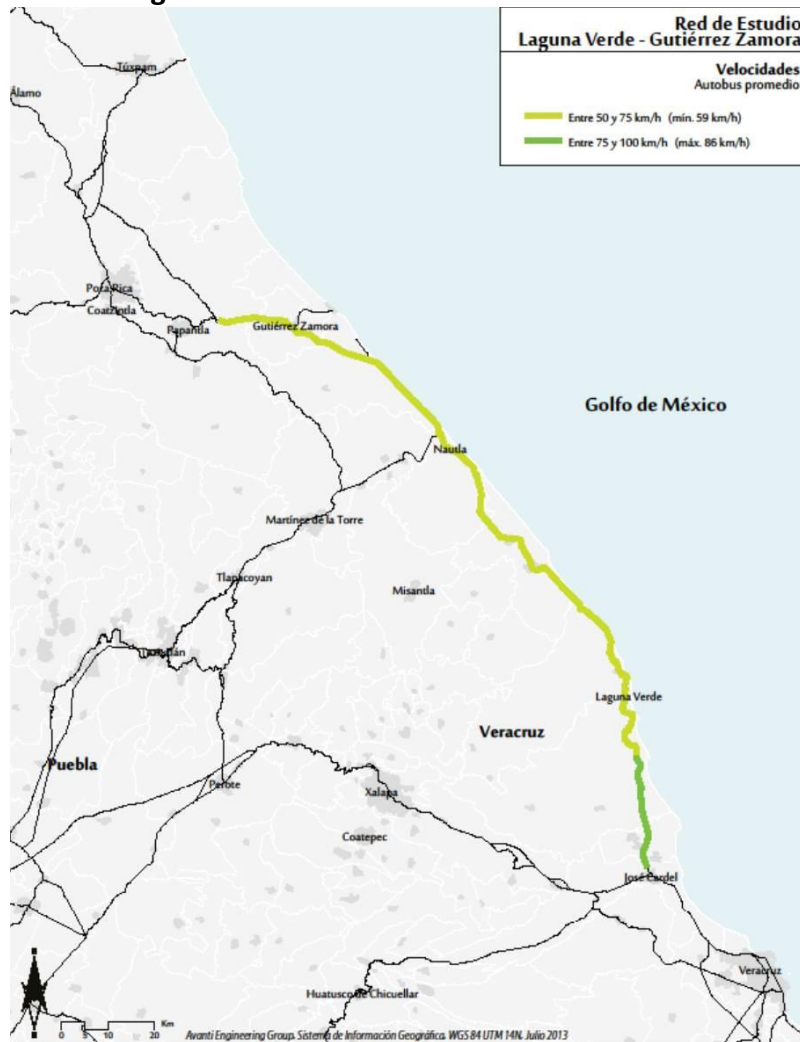 Red de Estudio
Laguna Verde - Gutiérrez Zamora
Velocidades
Autobus promedio
Entre 50 y 75 km/h (mín. 59 km/h)
Entre 75 y 100 km/h (máx. 86 km/h)
Túxpam
Álamo
Poza Rica
Coatzintla
Papantla
Gutiérrez Zamora
Golfo de México
Nautla
Martínez de la Torre
Tlapacoyan
Misantla
Laguna Verde
Veracruz
Puebla
Perote
Xalapa
Coatepec
José Cardel
Veracruz
Huatusco de Chicuellar
Km
0 5 10 20
Avanti Engineering Group. Sistema de Información Geográfica. WGS 84 UTM 14N. Julio 2013